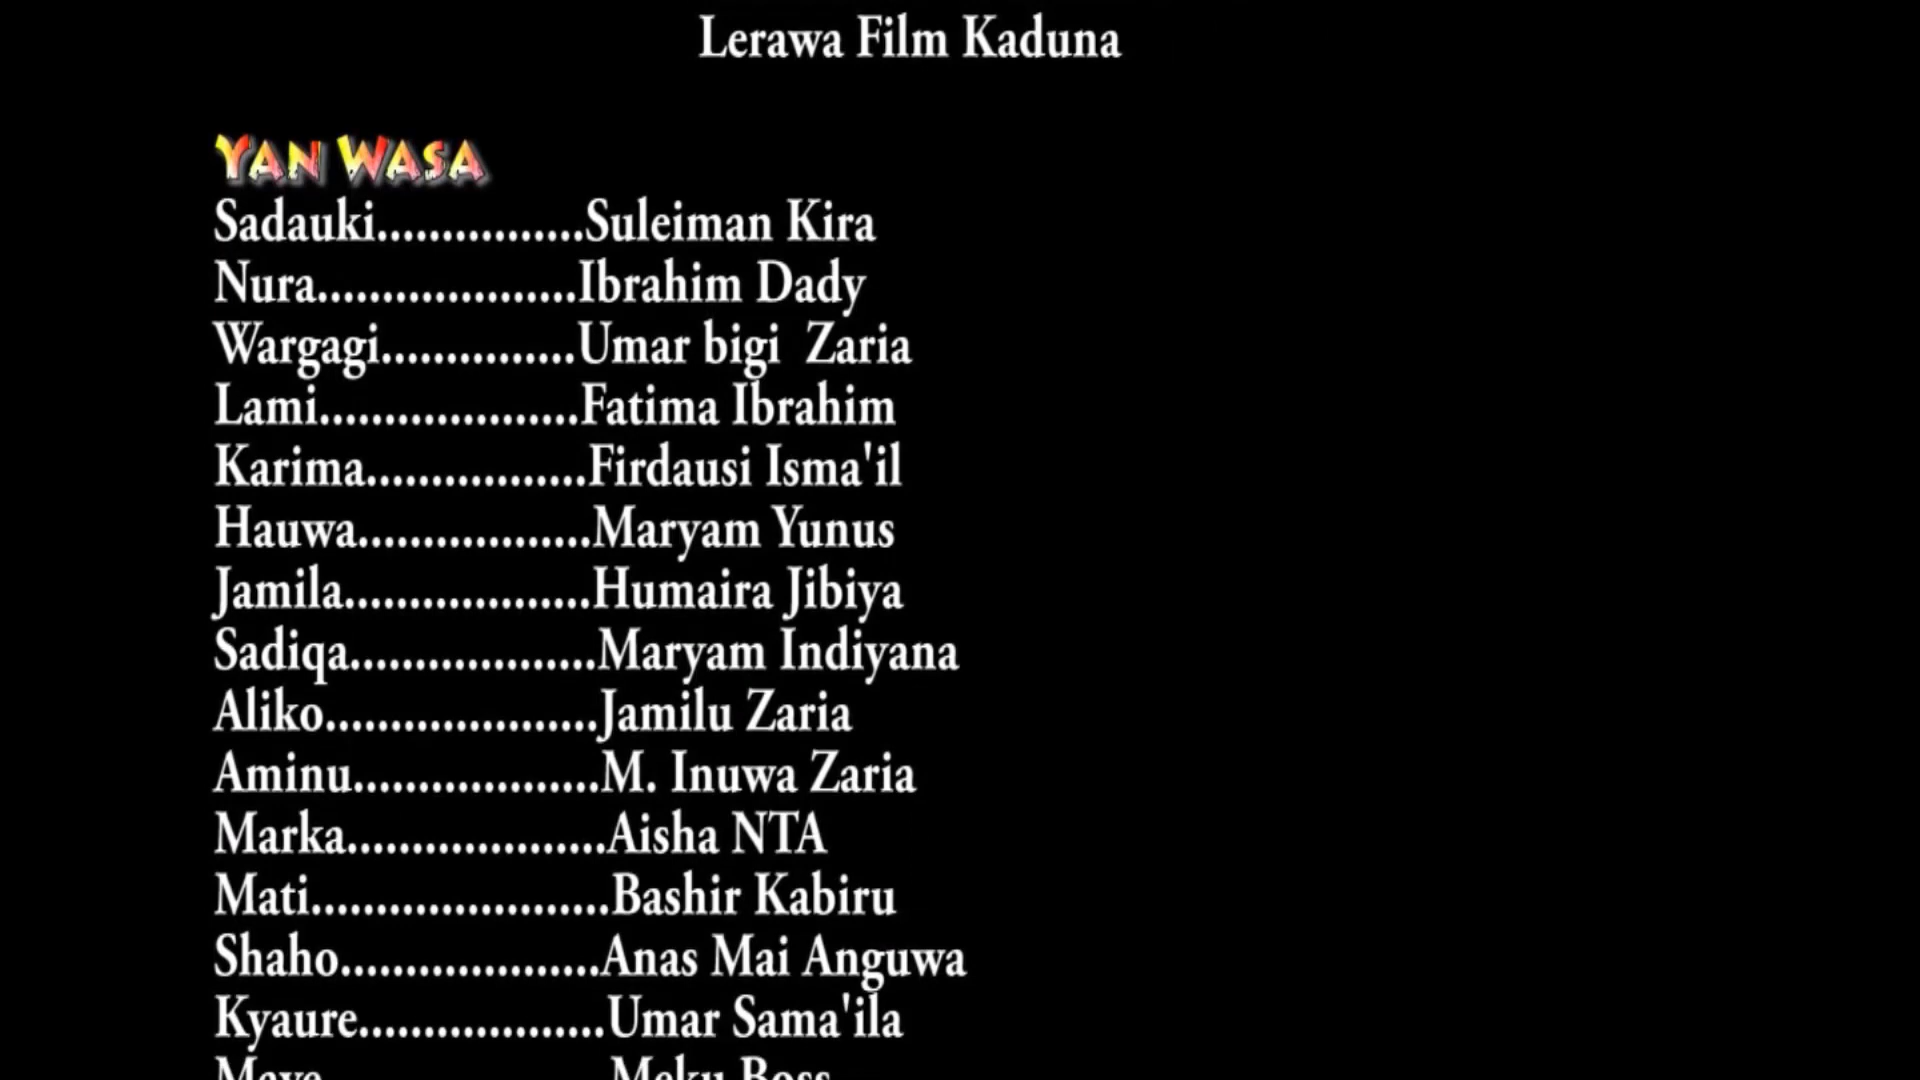 Lerawa Film Kaduna
YAN WASA
Sadauki................Suleiman Kira
Nura....................Ibrahim Dady
Wargagi...............Umar bigi  Zaria
Lami....................Fatima Ibrahim
Karima.................Firdausi Isma'il
Hauwa..................Maryam Yunus
Jamila...................Humaira Jibiya
Sadiqa...................Maryam Indiyana
Aliko.....................Jamilu Zaria
Aminu...................M. Inuwa Zaria
Marka....................Aisha NTA
Mati.......................Bashir Kabiru
Shaho....................Anas Mai Anguwa
Kyaure...................Umar Sama'ila
Boss